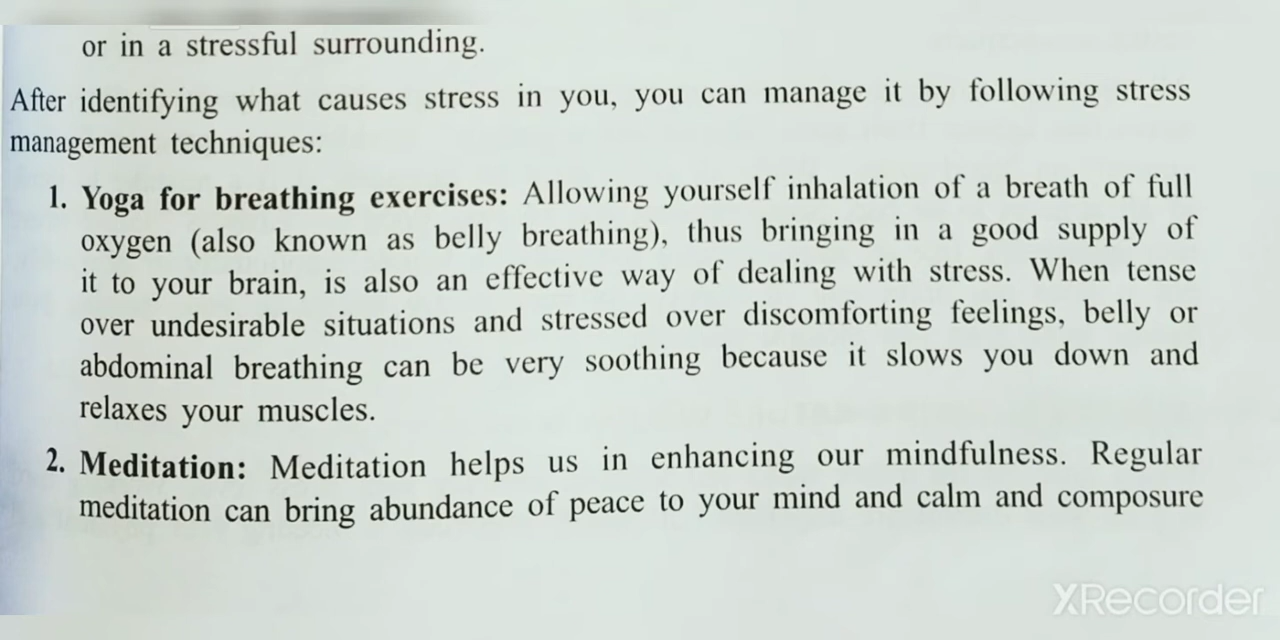 or in a stressful surrounding.
After identifying what causes stress in you, you can manage it by following stress
management techniques:
1. Yoga for breathing exercises: Allowing yourself inhalation of a breath of full
oxygen (also known as belly breathing), thus bringing in a good supply of
it to your brain, is also an effective way of dealing with stress. When tense
over undesirable situations and stressed over discomforting feelings, belly or
abdominal breathing can be very soothing because it slows you down and
relaxes your muscles.
2. Meditation: Meditation helps us in enhancing our mindfulness. Regular
meditation can bring abundance of peace to your mind and calm and composure
XRecorder